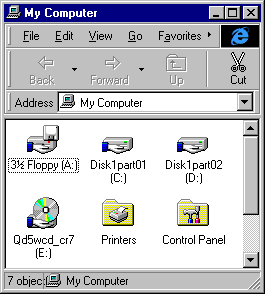 My Computer
File Edit View Go Favorites
Back Forward Up Cut
Address My Computer
3½ Floppy (A:) Disk1part01 (C:) Disk1part02 (D:)
Qd5wcd_cr7 (E:) Printers Control Panel
7 objec My Computer